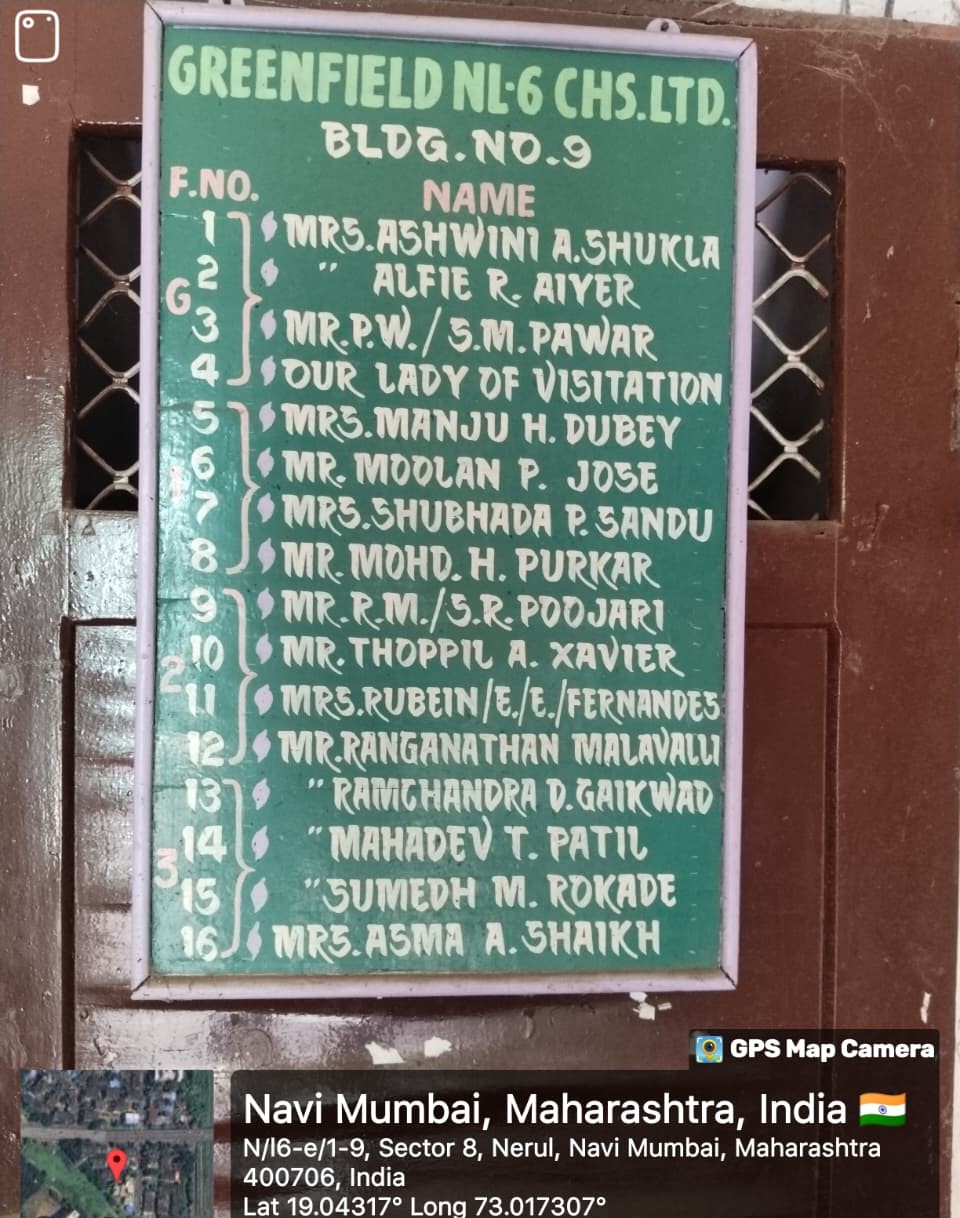 GREENFIELD NL-6 CHS.LTD.
BLDG.NO.9
F.NO. NAME
1 MRS.ASHWINI A.SHUKLA
2 " ALFIE R. AIYER
G
3 MR.P.W./S.M.PAWAR
4 OUR LADY OF VISITATION
5 MRS.MANJU H. DUBEY
6 MR. MOOLAN P. JOSE
1
7 MRS.SHUBHADA P.SANDU
8 MR.MOHD.H.PURKAR
9 MR.R.M./S.R.POOJARI
10 MR.THOPPIL A. XAVIER
2
11 MRS.RUBEIN/E./E./FERNANDES
12 MR.RANGANATHAN MALAVALLI
13 " RAMCHANDRA D.GAIKWAD
14 " MAHADEV T. PATIL
3
15 " SUMEDH M. ROKADE
16 MRS.ASMA A.SHAIKH
GPS Map Camera
Navi Mumbai, Maharashtra, India
N/l6-e/1-9, Sector 8, Nerul, Navi Mumbai, Maharashtra
400706, India
Lat 19.04317° Long 73.017307°